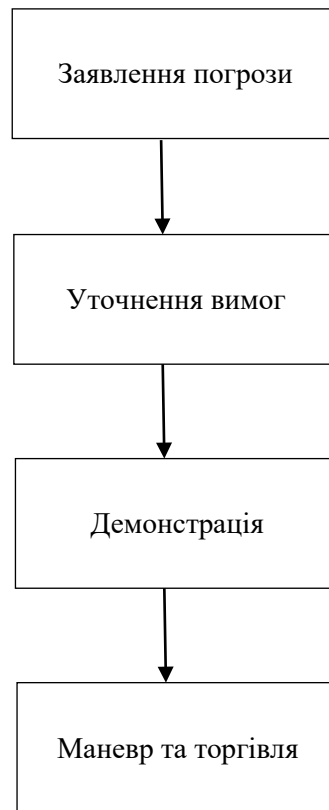 Заявлення погрози
Уточнення вимог
Демонстрація
Маневр та торгівля